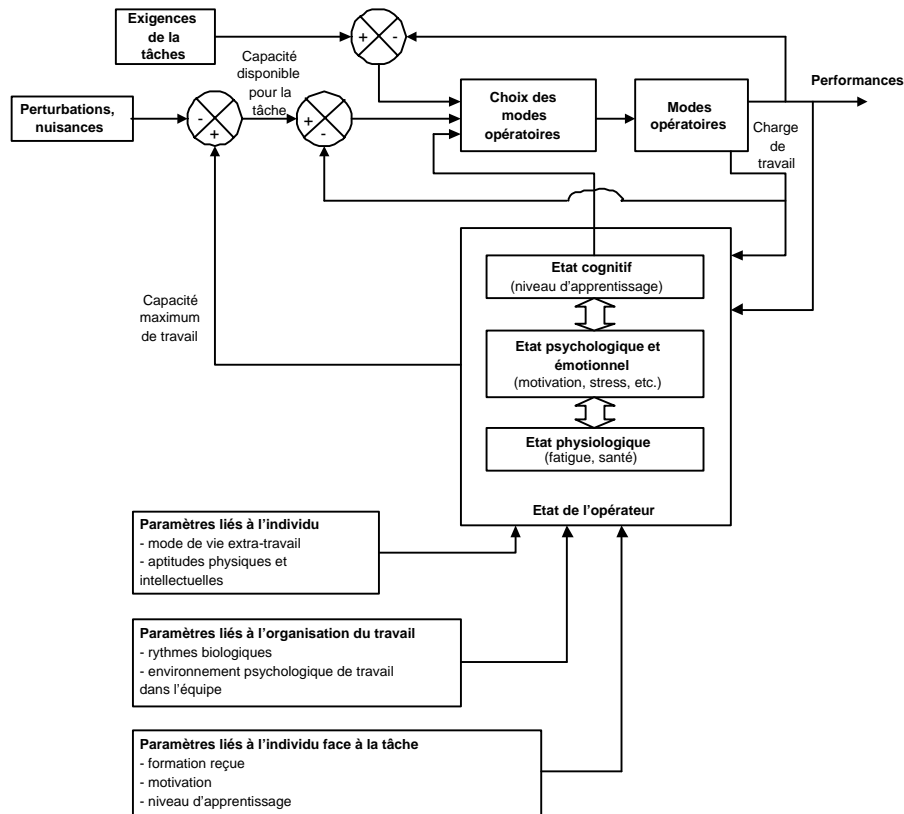 Exigences
de la
tâches
+
-
Capacité
disponible
pour la
tâche
Perturbations,
nuisances
-
+
+
-
Choix des
modes
opératoires
Modes
opératoires
Performances
Charge
de
travail
Etat cognitif
(niveau d'apprentissage)
Capacité
maximum
de travail
Etat psychologique et
émotionnel
(motivation, stress, etc.)
Etat physiologique
(fatigue, santé)
Etat de l'opérateur
Paramètres liés à l'individu
- mode de vie extra-travail
- aptitudes physiques et
intellectuelles
Paramètres liés à l'organisation du travail
- rythmes biologiques
- environnement psychologique de travail
dans l'équipe
Paramètres liés à l'individu face à la tâche
- formation reçue
- motivation
- niveau d'apprentissage